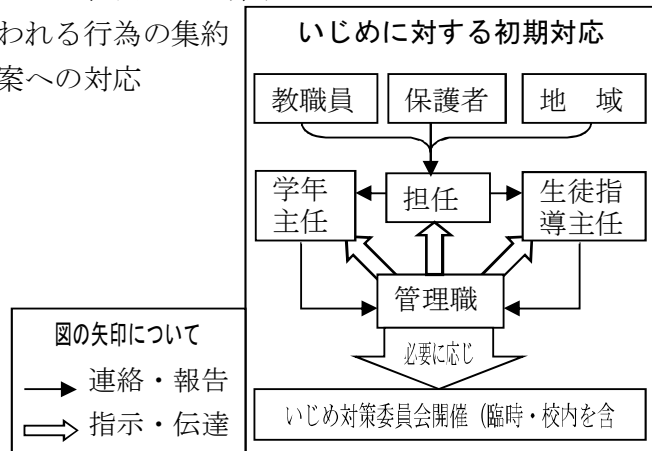 われる行為の集約
案への対応
いじめに対する初期対応
教職員
保護者
地　域
学年
主任
担任
生徒指
導主任
管理職
必要に応じ
いじめ対策委員会開催（臨時・校内を含
図の矢印について
連絡・報告
指示・伝達